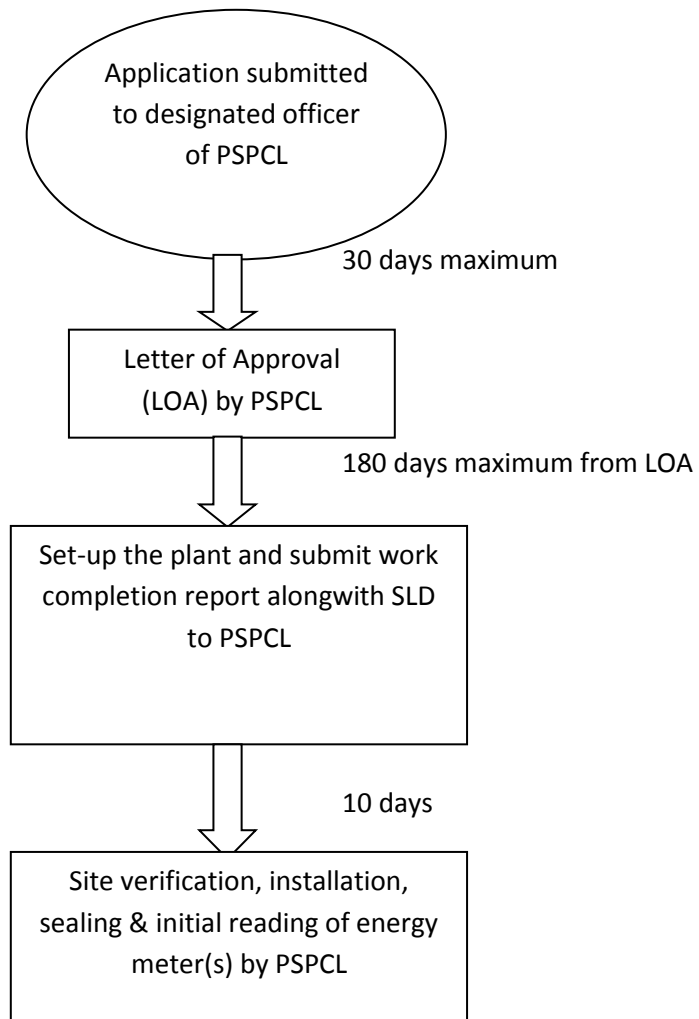 Application submitted
to designated officer
of PSPCL
30 days maximum
Letter of Approval
(LOA) by PSPCL
180 days maximum from LOA
Set-up the plant and submit work
completion report alongwith SLD
to PSPCL
10 days
Site verification, installation,
sealing & initial reading of energy
meter(s) by PSPCL